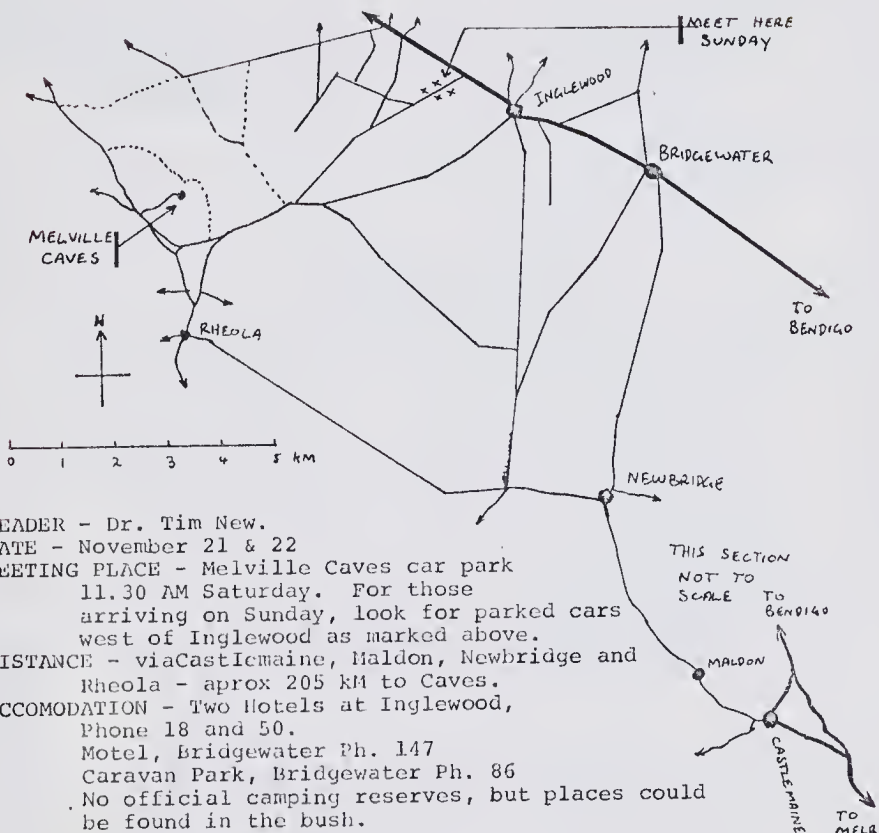 MEET HERE
SUNDAY
INGLEWOOD
BRIDGEWATER
MELVILLE
CAVES
TO
BENDIGO
N
RHEOLA
0 1 2 3 4 5 KM
NEWBRIDGE
THIS SECTION
NOT TO
SCALE
TO
BENDIGO
MALDON
CASTLEMAINE
TO
EADER - Dr. Tim New.
ATE - November 21 & 22
EETING PLACE - Melville Caves car park
11.30 AM Saturday. For those
arriving on Sunday, look for parked cars
west of Inglewood as marked above.
ISTANCE - viaCastlemaine, Maldon, Newbridge and
Rheola - aprox 205 kM to Caves.
CCOMODATION - Two Hotels at Inglewood,
Phone 18 and 50.
Motel, Bridgewater Ph. 147
Caravan Park, Bridgewater Ph. 86
No official camping reserves, but places could
be found in the bush.